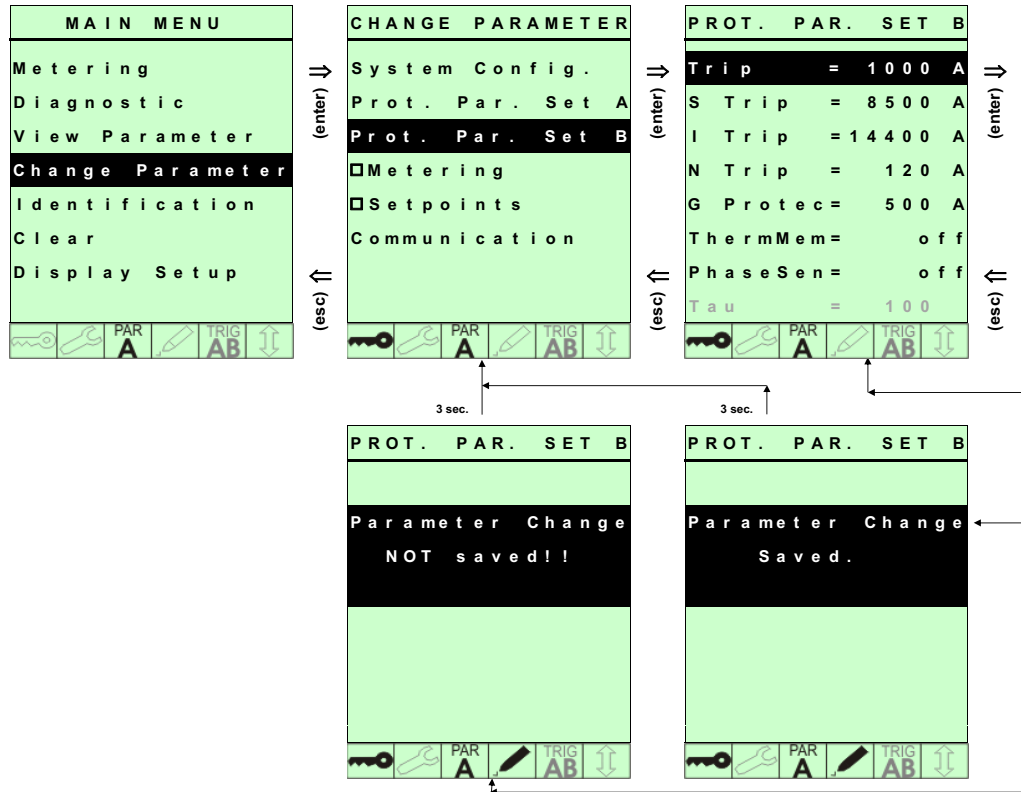 MAIN MENU
Metering
Diagnostic
View Parameter
Change Parameter
Identification
Clear
Display Setup
PAR
A
TRIG
AB
(enter)
(esc)
CHANGE PARAMETER
System Config.
Prot. Par. Set A
Prot. Par. Set B
Metering
Setpoints
Communication
PAR
A
TRIG
AB
(enter)
(esc)
PROT. PAR. SET B
Trip = 1000 A
S Trip = 8500 A
I Trip =14400 A
N Trip = 120 A
G Protec= 500 A
ThermMem= off
PhaseSen= off
Tau = 100
PAR
A
TRIG
AB
(enter)
(esc)
3 sec.
3 sec.
PROT. PAR. SET B
Parameter Change
NOT saved!!
PAR
A
TRIG
AB
PROT. PAR. SET B
Parameter Change
Saved.
PAR
A
TRIG
AB